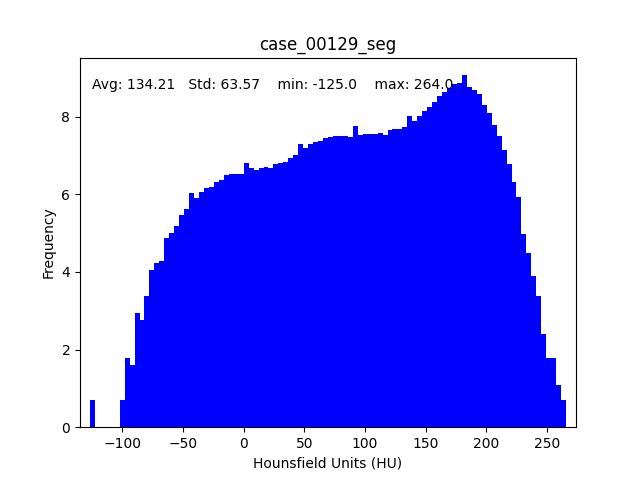 case_00129_seg
Avg: 134.21 Std: 63.57 min: -125.0 max: 264.0
8
6
4
2
0
Frequency
−100 −50 0 50 100 150 200 250
Hounsfield Units (HU)